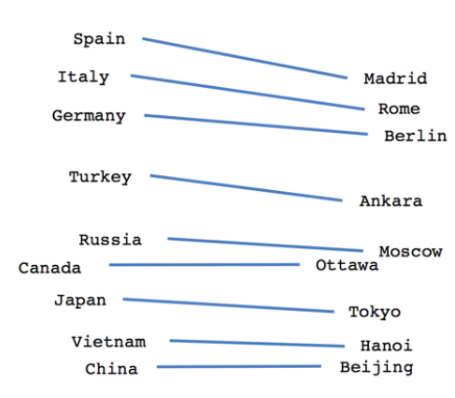 Spain Madrid
Italy Rome
Germany Berlin
Turkey Ankara
Russia Moscow
Canada Ottawa
Japan Tokyo
Vietnam Hanoi
China Beijing